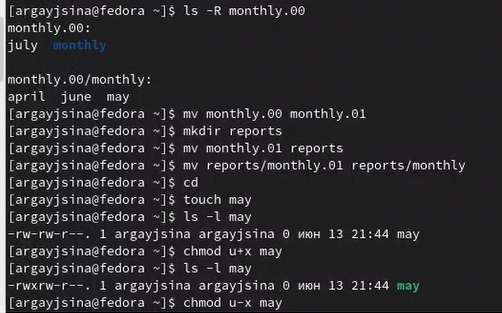 [argayjsina@fedora ~]$ ls -R monthly.00
monthly.00:
july  monthly

monthly.00/monthly:
april  june  may
[argayjsina@fedora ~]$ mv monthly.00 monthly.01
[argayjsina@fedora ~]$ mkdir reports
[argayjsina@fedora ~]$ mv monthly.01 reports
[argayjsina@fedora ~]$ mv reports/monthly.01 reports/monthly
[argayjsina@fedora ~]$ cd
[argayjsina@fedora ~]$ touch may
[argayjsina@fedora ~]$ ls -l may
-rw-rw-r--. 1 argayjsina argayjsina 0 июн 13 21:44 may
[argayjsina@fedora ~]$ chmod u+x may
[argayjsina@fedora ~]$ ls -l may
-rwxrw-r--. 1 argayjsina argayjsina 0 июн 13 21:44 may
[argayjsina@fedora ~]$ chmod u-x may